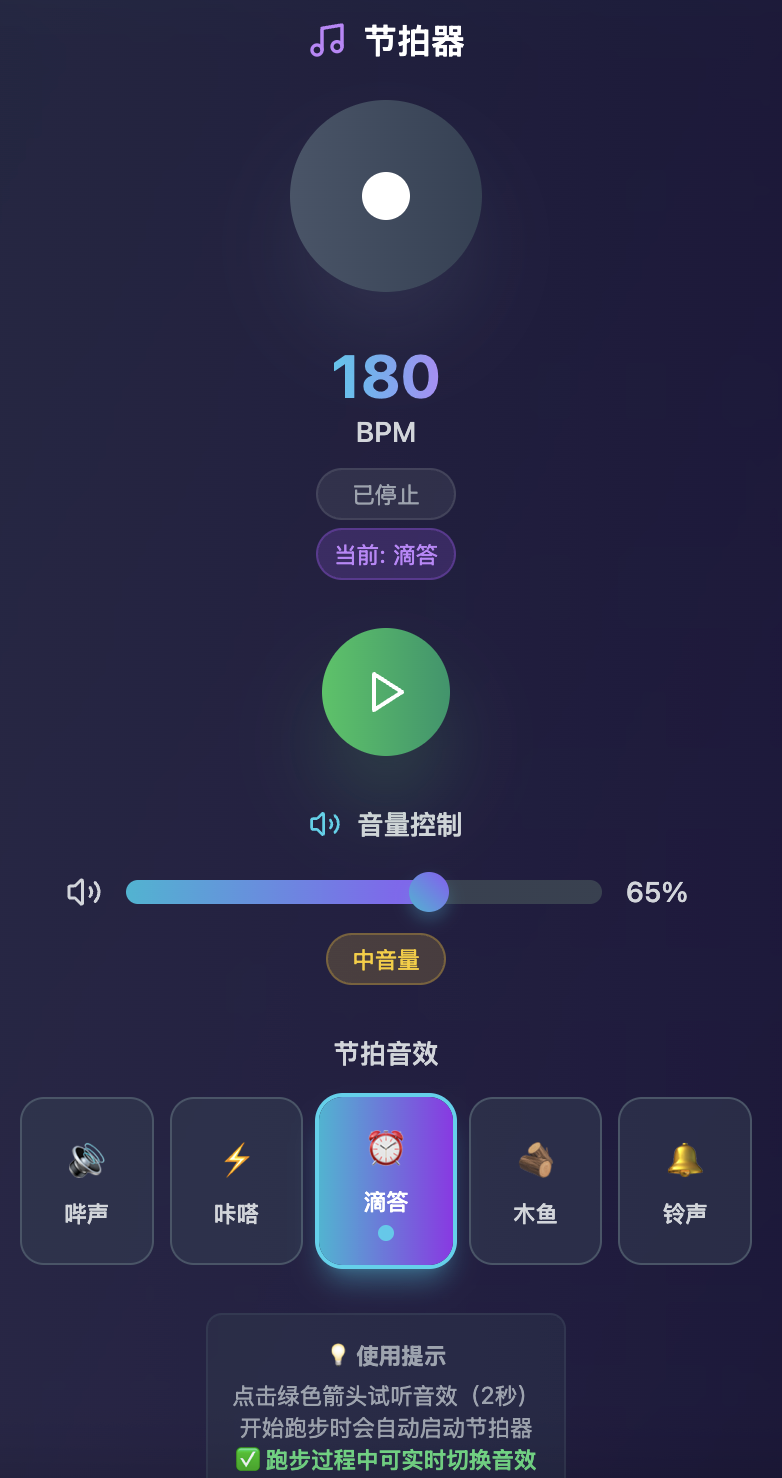 节拍器
180
BPM
已停止
当前: 滴答
音量控制
65%
中音量
节拍音效
哔声
咔嗒
滴答
木鱼
铃声
💡 使用提示
点击绿色箭头试听音效（2秒）
开始跑步时会自动启动节拍器
✅ 跑步过程中可实时切换音效